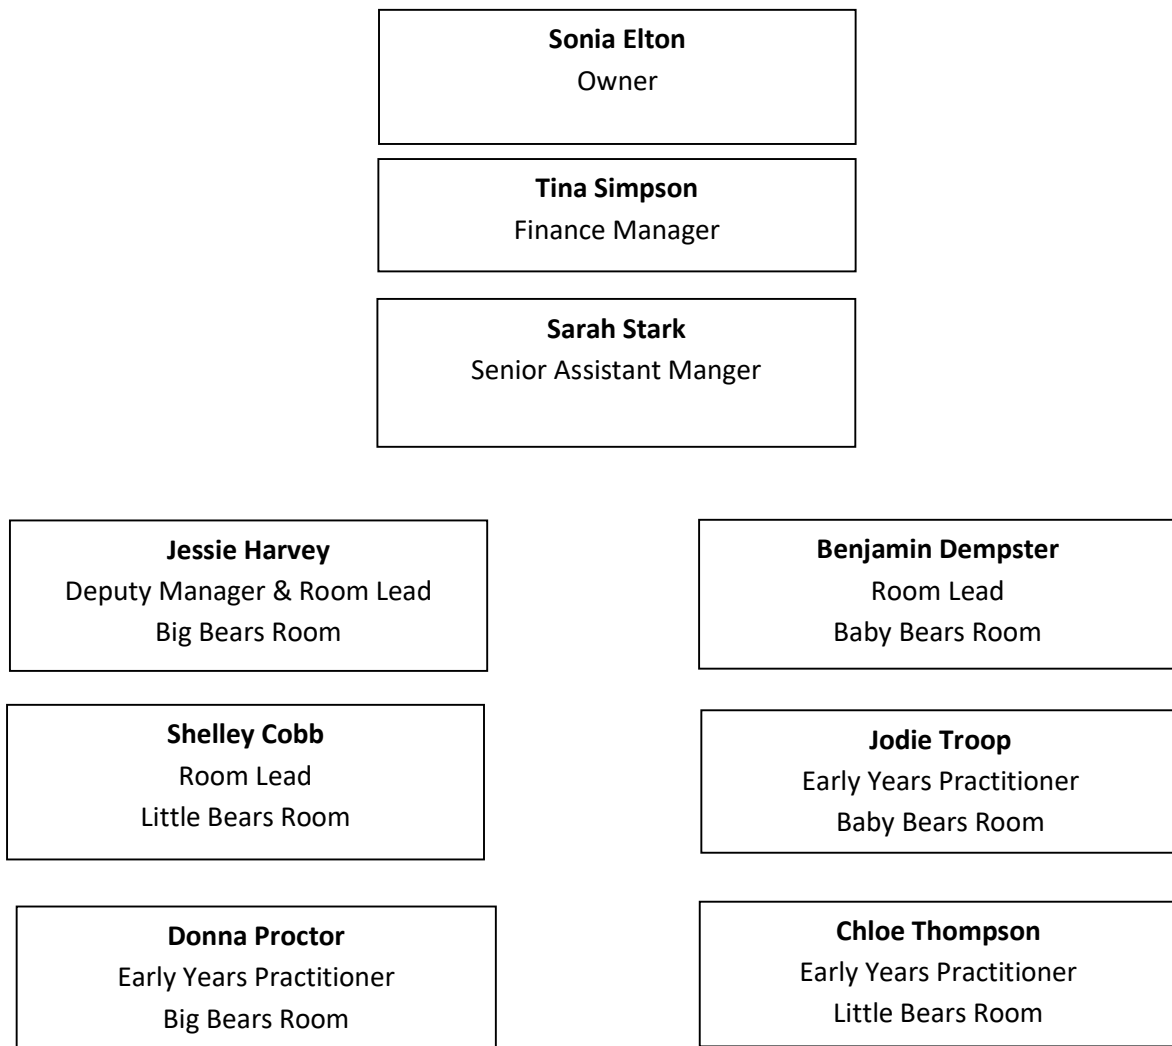 Sonia Elton
Owner
Tina Simpson
Finance Manager
Sarah Stark
Senior Assistant Manger
Jessie Harvey
Deputy Manager & Room Lead
Big Bears Room
Benjamin Dempster
Room Lead
Baby Bears Room
Shelley Cobb
Room Lead
Little Bears Room
Jodie Troop
Early Years Practitioner
Baby Bears Room
Donna Proctor
Early Years Practitioner
Big Bears Room
Chloe Thompson
Early Years Practitioner
Little Bears Room